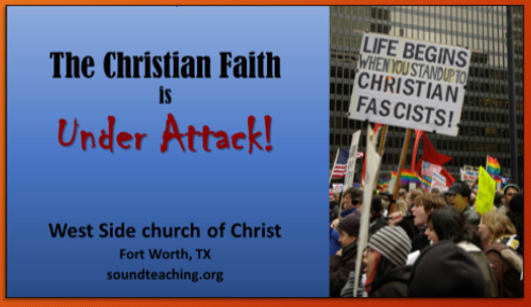 The Christian Faith
is
Under Attack!
West Side church of Christ
Fort Worth, TX
soundteaching.org
LIFE BEGINS
WHEN YOU STAND UP TO
CHRISTIAN
FASCISTS!